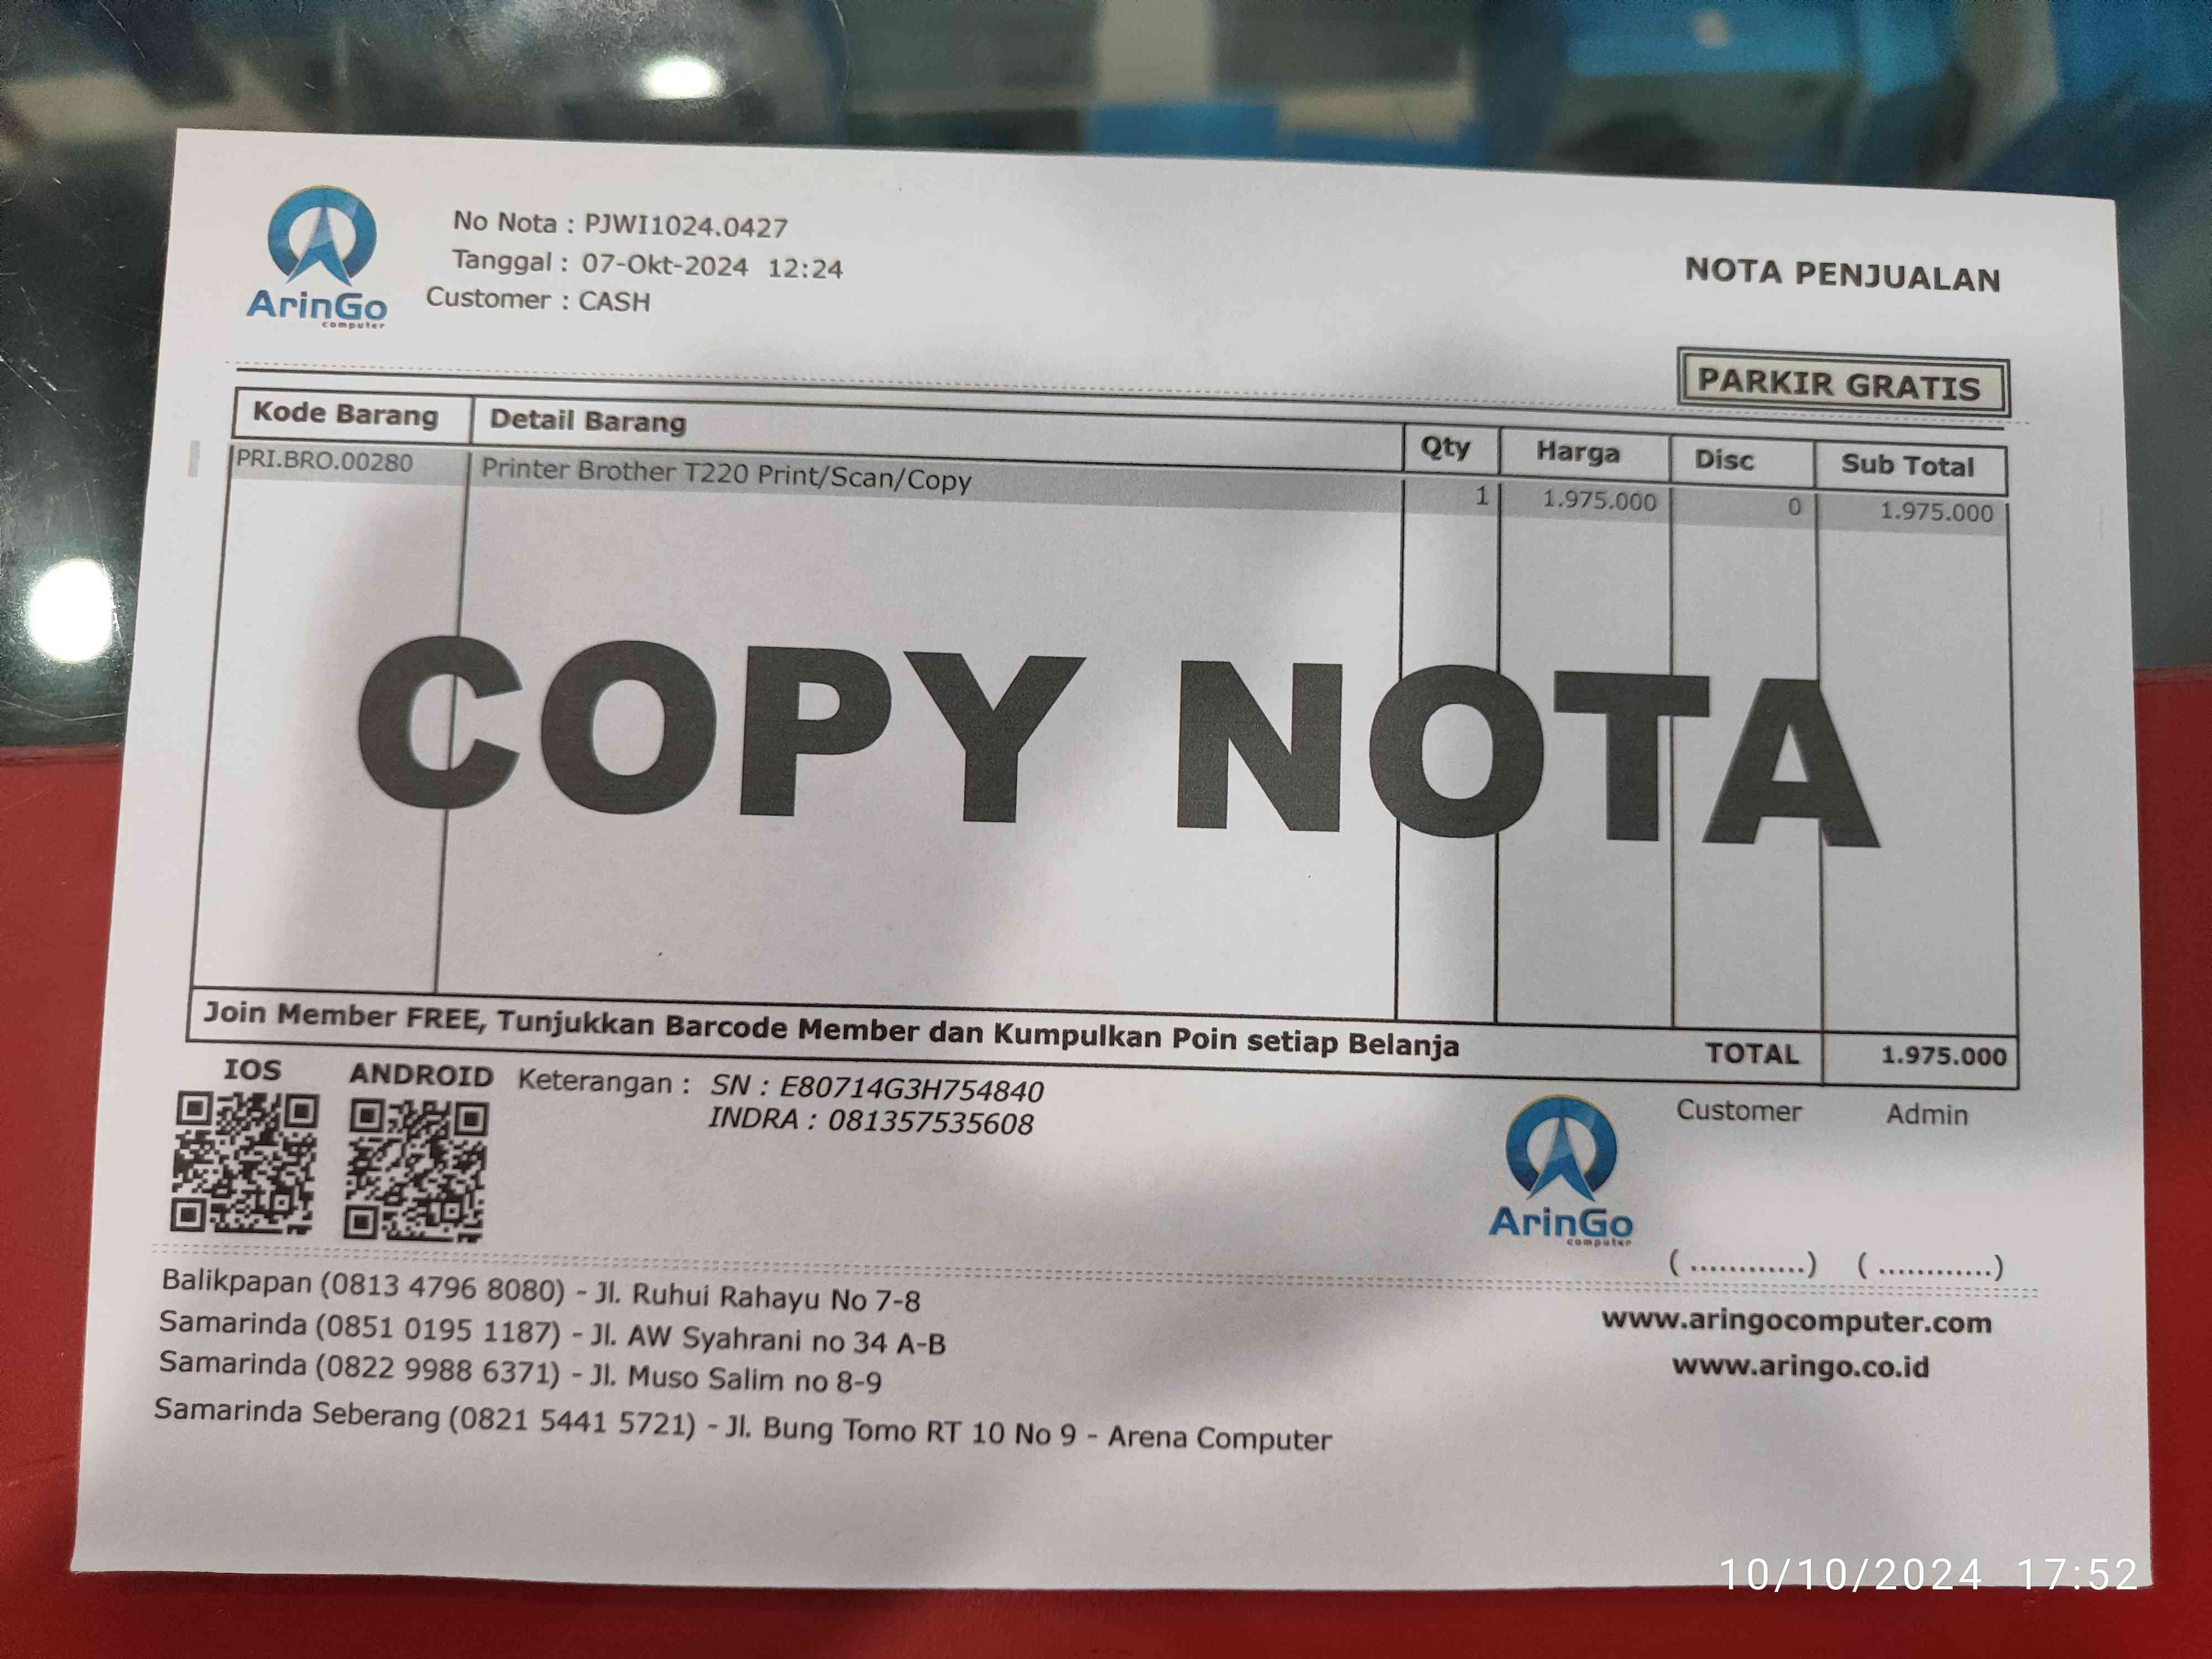 ArinGo
computer
No Nota : PJWI1024.0427
Tanggal : 07-Okt-2024 12:24
Customer : CASH
NOTA PENJUALAN
PARKIR GRATIS
Kode Barang Detail Barang Qty Harga Disc Sub Total
PRI.BRO.00280 Printer Brother T220 Print/Scan/Copy 1 1.975.000 0 1.975.000
COPY NOTA
Join Member FREE, Tunjukkan Barcode Member dan Kumpulkan Poin setiap Belanja TOTAL 1.975.000
IOS ANDROID Keterangan : SN : E80714G3H754840
INDRA : 081357535608
Customer Admin
ArinGo
computer
( ............) ( ............)
Balikpapan (0813 4796 8080) - Jl. Ruhui Rahayu No 7-8
Samarinda (0851 0195 1187) - Jl. AW Syahrani no 34 A-B
Samarinda (0822 9988 6371) - Jl. Muso Salim no 8-9
Samarinda Seberang (0821 5441 5721) - Jl. Bung Tomo RT 10 No 9 - Arena Computer
www.aringocomputer.com
www.aringo.co.id
10/10/2024 17:52